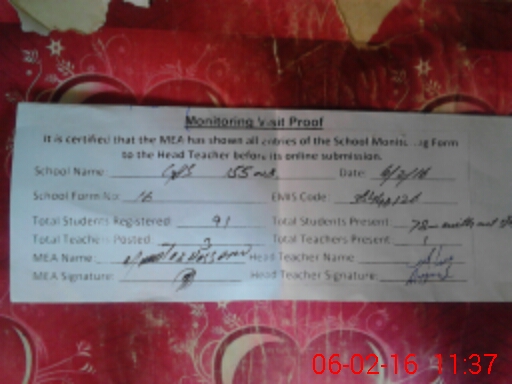 Monitoring Visit Proof
It is certified that the MEA has shown all entries of the School Monitoring Form
to the Head Teacher before its online submission.
School Name: GPS 155 Date: 6/2/16
School Form No: 16 EMIS Code:
Total Students Registered: 91 Total Students Present: 72
Total Teachers Posted: 3 Total Teachers Present: 1
MEA Name: Head Teacher Name:
MEA Signature: Head Teacher Signature:
06-02-16 11:37